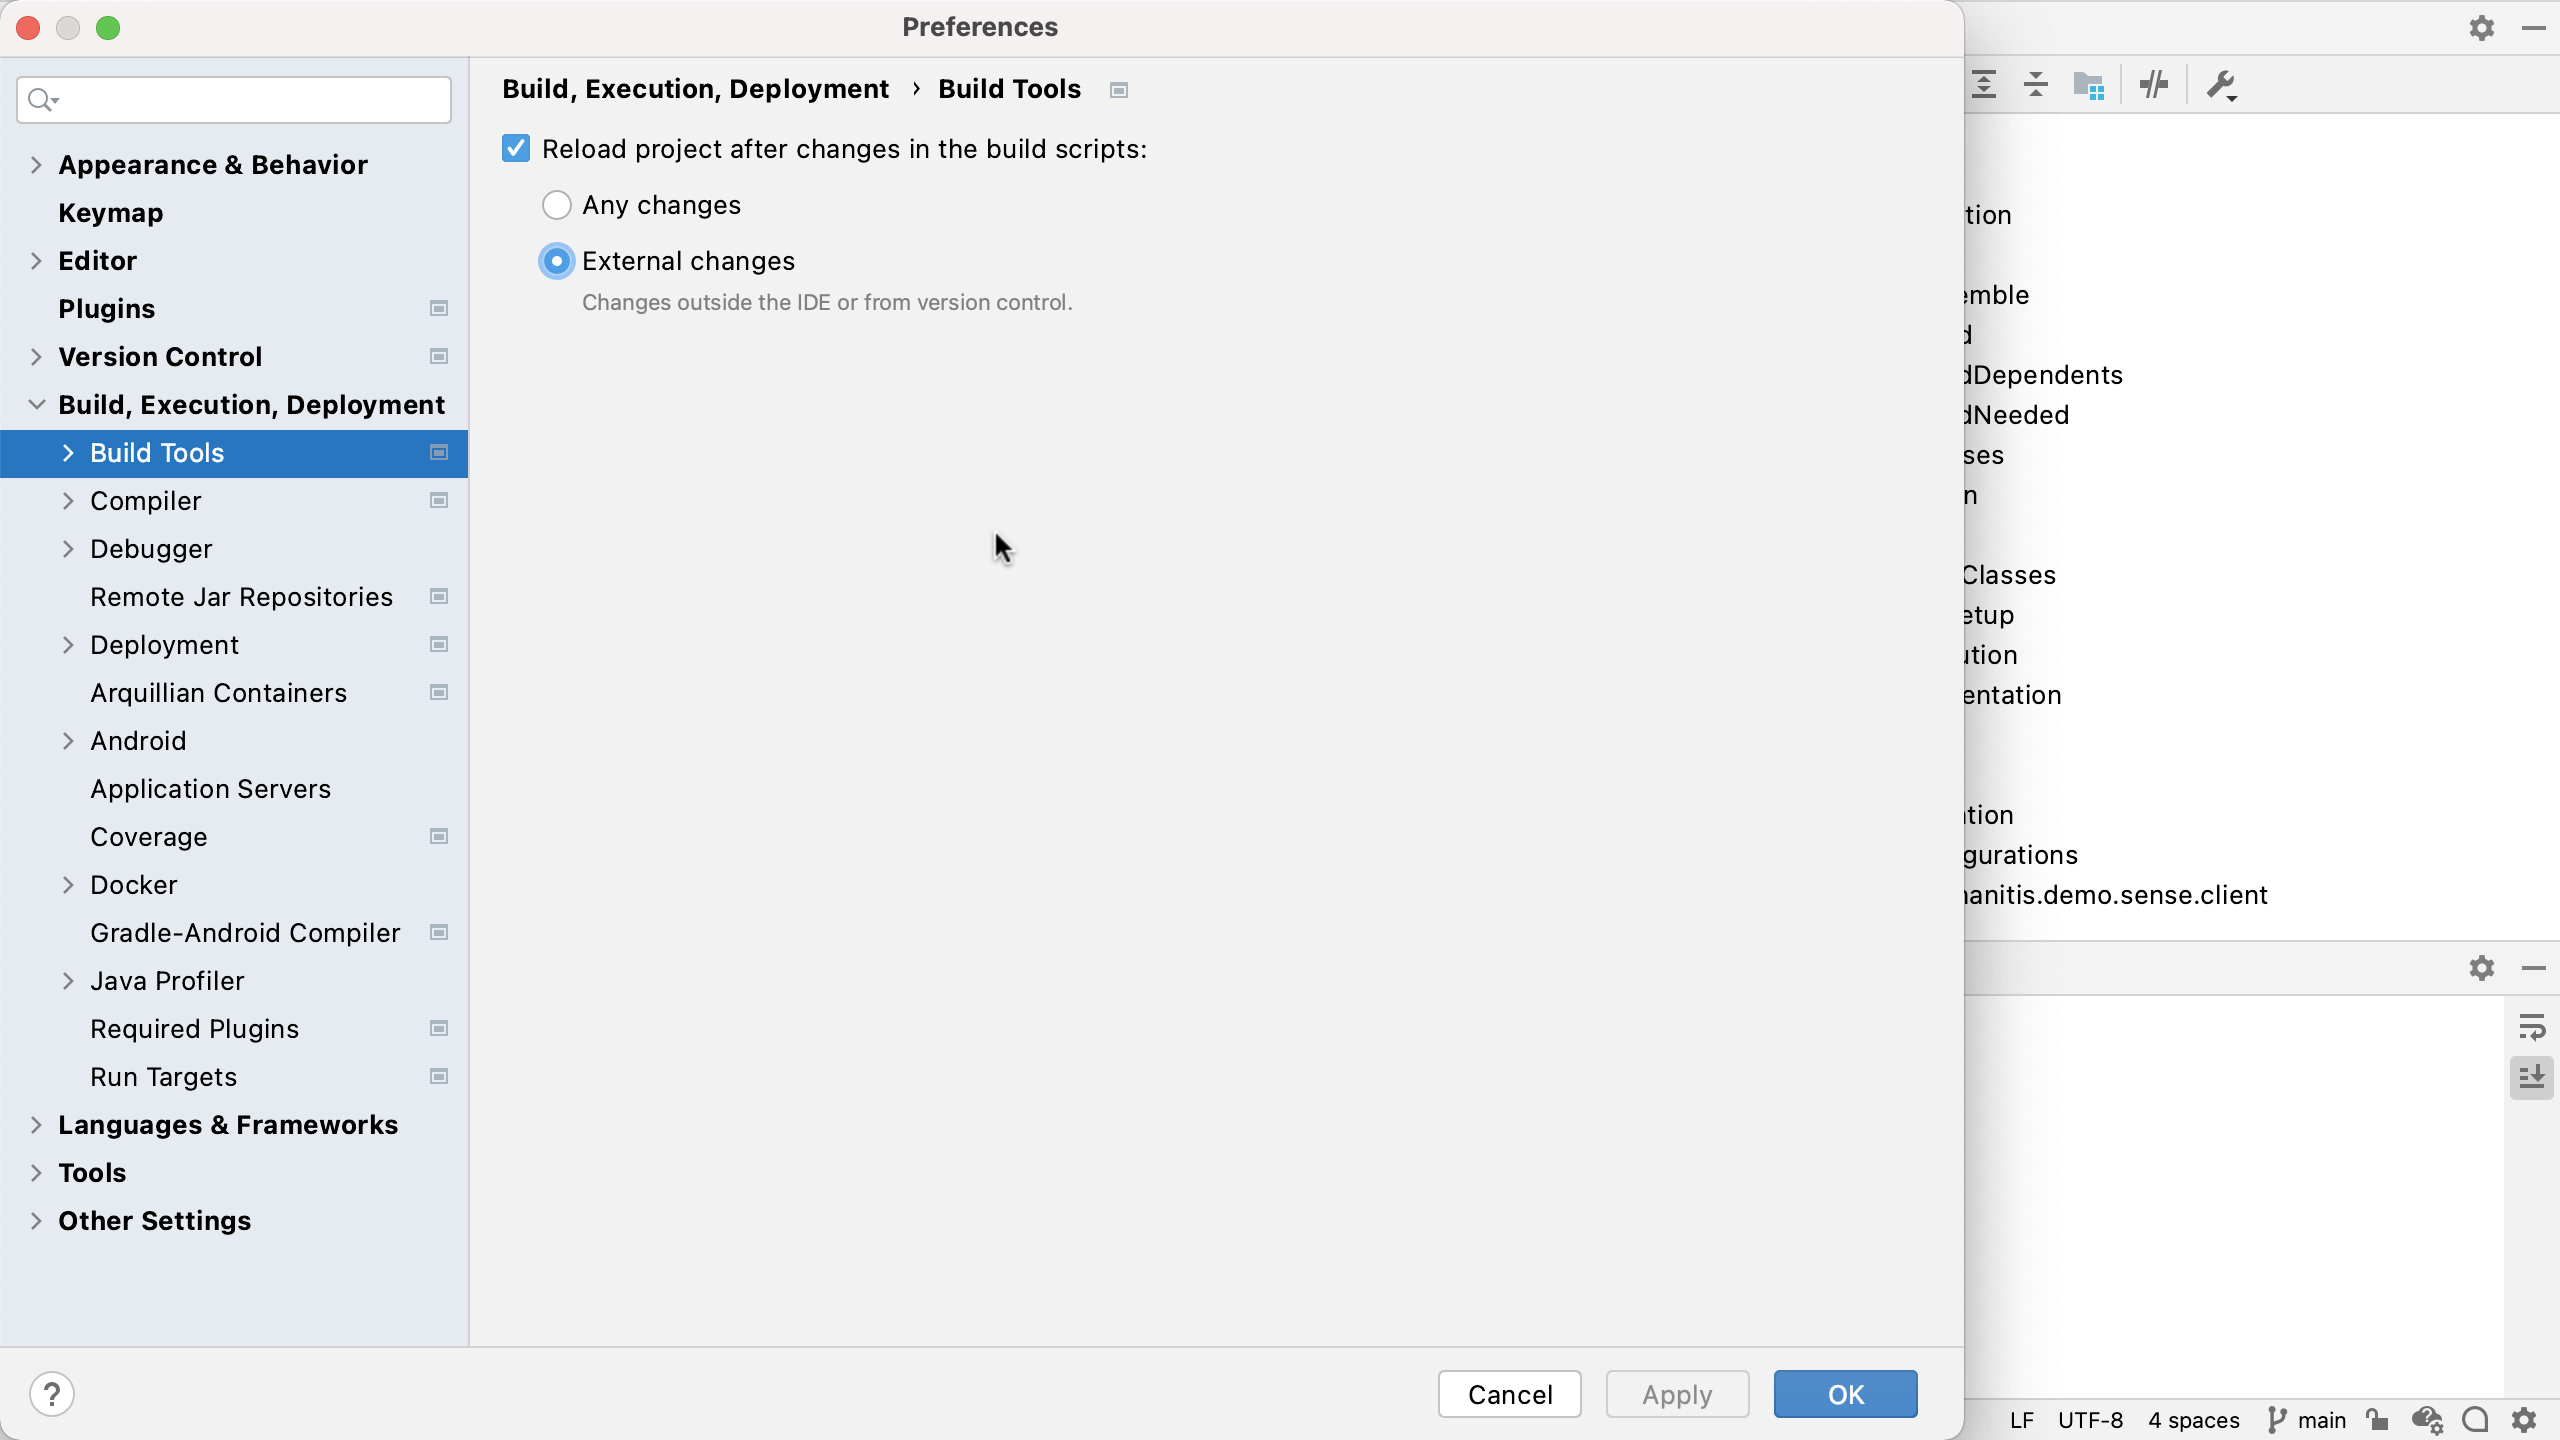 Preferences
Build, Execution, Deployment › Build Tools
Reload project after changes in the build scripts:
Any changes
External changes
Changes outside the IDE or from version control.
Appearance & Behavior
Keymap
Editor
Plugins
Version Control
Build, Execution, Deployment
Build Tools
Compiler
Debugger
Remote Jar Repositories
Deployment
Arquillian Containers
Android
Application Servers
Coverage
Docker
Gradle-Android Compiler
Java Profiler
Required Plugins
Run Targets
Languages & Frameworks
Tools
Other Settings
?
Cancel Apply OK
tion
emble
d
dDependents
dNeeded
ses
n
Classes
etup
ution
entation
ation
gurations
nanitis.demo.sense.client
LF UTF-8 4 spaces main